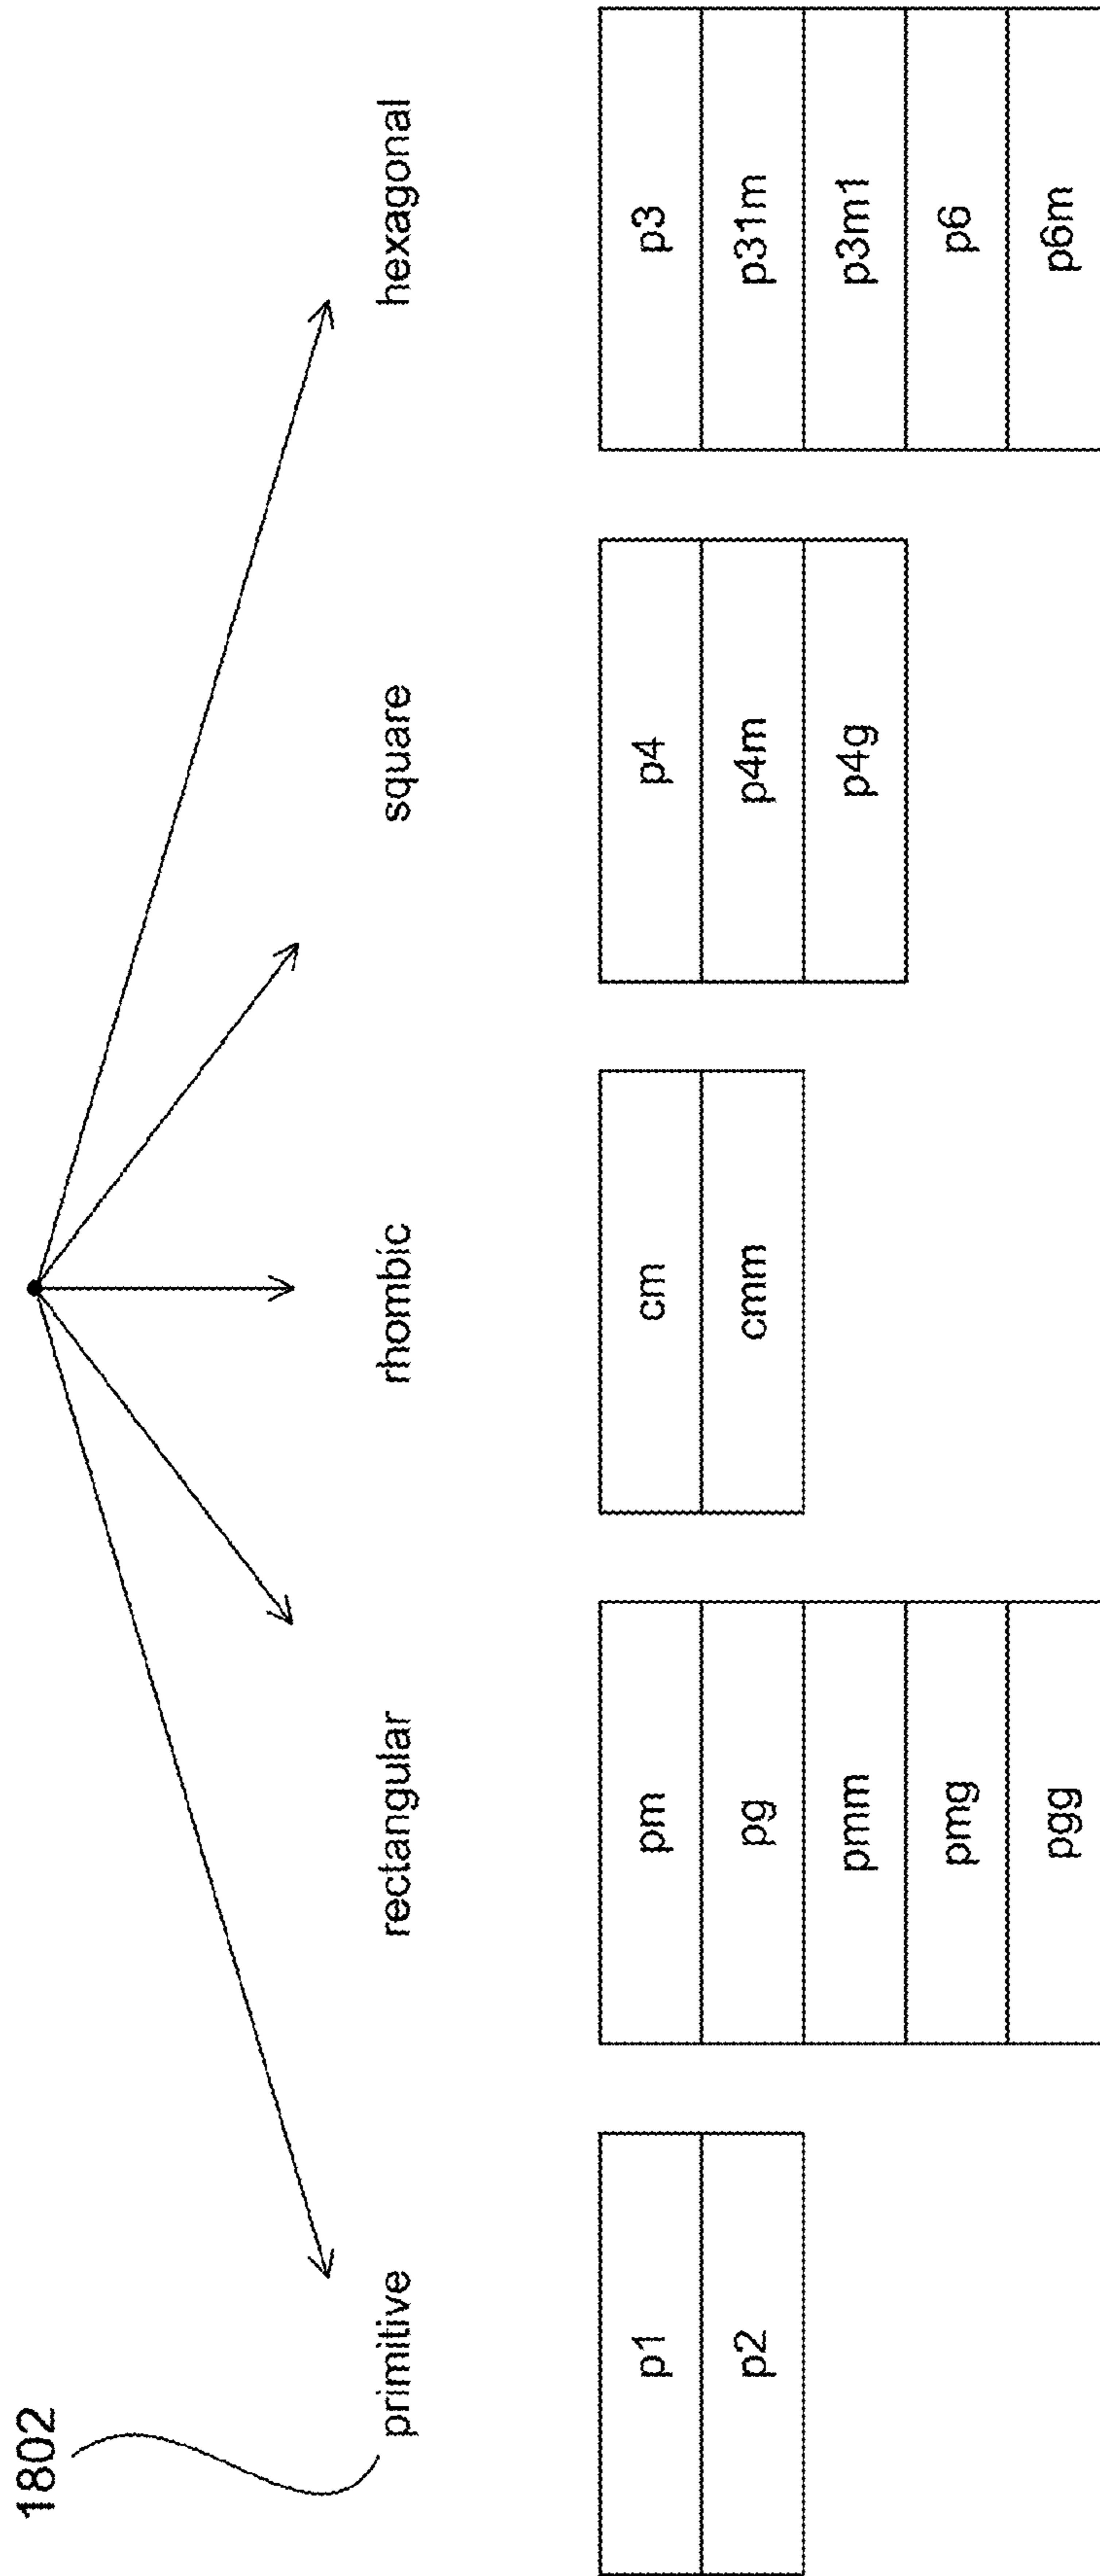 1802
primitive rectangular rhombic square hexagonal
p1 pm cm p4 p3
p2 pg cmm p4m p31m
pmm p4g p3m1
pmg p6
pgg p6m